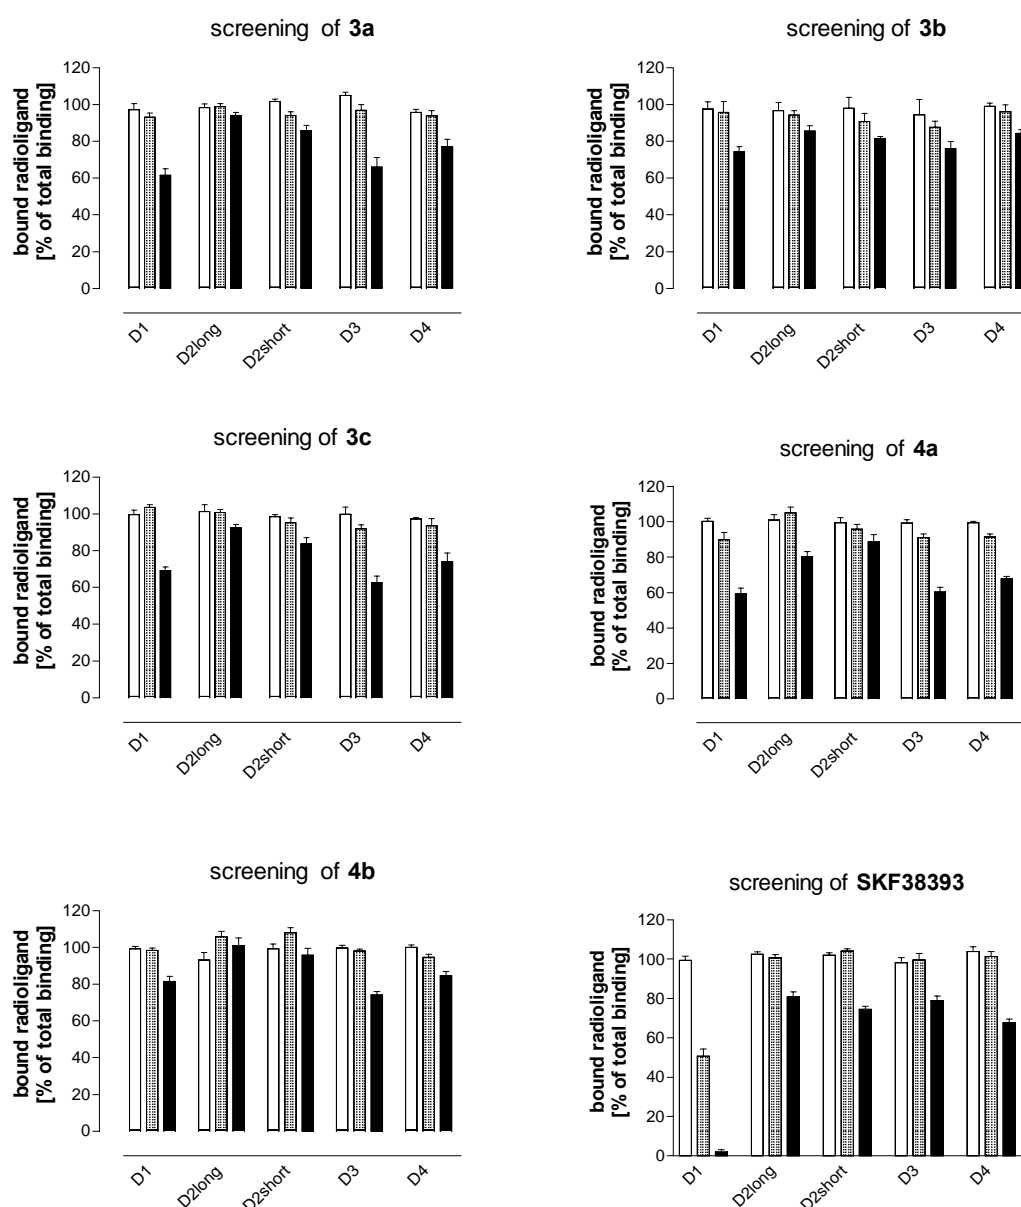 screening of 3a
bound radioligand
[% of total binding]
120
100
80
60
40
20
0
D1
D2long
D2short
D3
D4
screening of 3b
bound radioligand
[% of total binding]
120
100
80
60
40
20
0
D1
D2long
D2short
D3
D4
screening of 3c
bound radioligand
[% of total binding]
120
100
80
60
40
20
0
D1
D2long
D2short
D3
D4
screening of 4a
bound radioligand
[% of total binding]
120
100
80
60
40
20
0
D1
D2long
D2short
D3
D4
screening of 4b
bound radioligand
[% of total binding]
120
100
80
60
40
20
0
D1
D2long
D2short
D3
D4
screening of SKF38393
bound radioligand
[% of total binding]
120
100
80
60
40
20
0
D1
D2long
D2short
D3
D4